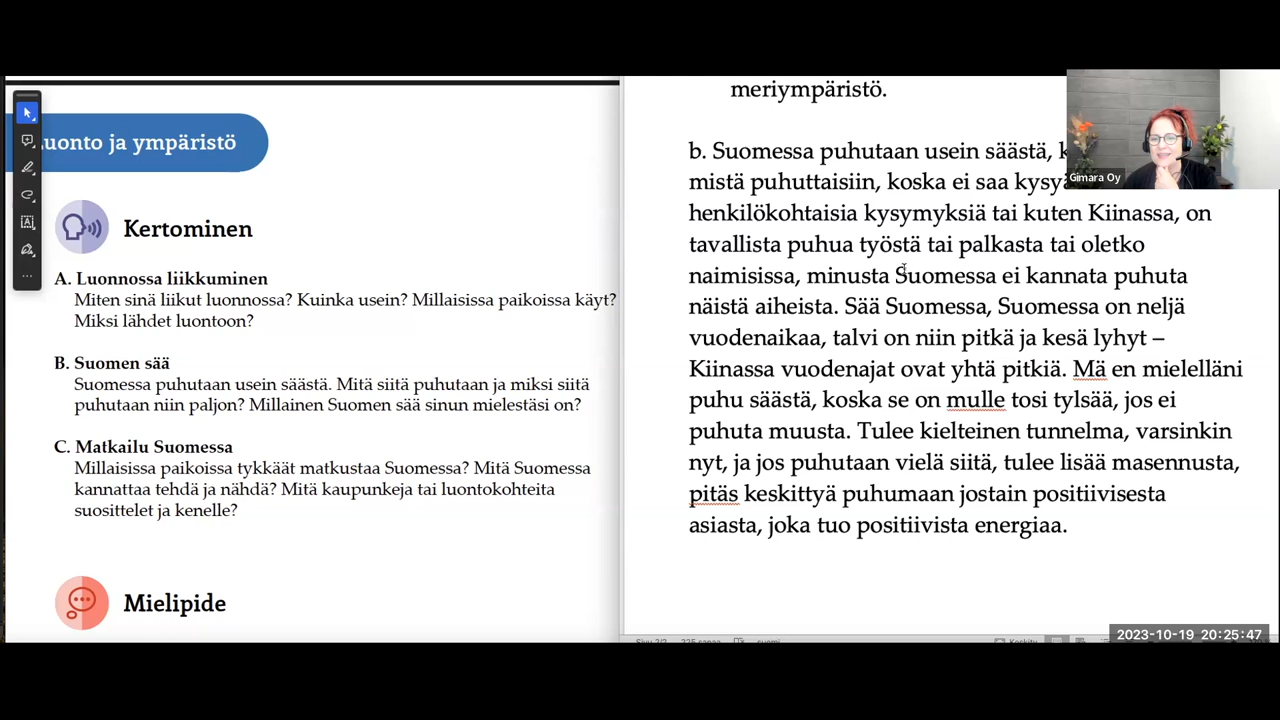 uonto ja ympäristö
Kertominen
A. Luonnossa liikkuminen
Miten sinä liikut luonnossa? Kuinka usein? Millaisissa paikoissa käyt?
Miksi lähdet luontoon?
B. Suomen sää
Suomessa puhutaan usein säästä. Mitä siitä puhutaan ja miksi siitä
puhutaan niin paljon? Millainen Suomen sää sinun mielestäsi on?
C. Matkailu Suomessa
Millaisissa paikoissa tykkäät matkustaa Suomessa? Mitä Suomessa
kannattaa tehdä ja nähdä? Mitä kaupunkeja tai luontokohteita
suosittelet ja kenelle?
Mielipide
meriympäristö.
b. Suomessa puhutaan usein säästä, k
mistä puhuttaisiin, koska ei saa kysyä
henkilökohtaisia kysymyksiä tai kuten Kiinassa, on
tavallista puhua työstä tai palkasta tai oletko
naimisissa, minusta Suomessa ei kannata puhuta
näistä aiheista. Sää Suomessa, Suomessa on neljä
vuodenaikaa, talvi on niin pitkä ja kesä lyhyt –
Kiinassa vuodenajat ovat yhtä pitkiä. Mä en mielelläni
puhu säästä, koska se on mulle tosi tylsää, jos ei
puhuta muusta. Tulee kielteinen tunnelma, varsinkin
nyt, ja jos puhutaan vielä siitä, tulee lisää masennusta,
pitäs keskittyä puhumaan jostain positiivisesta
asiasta, joka tuo positiivista energiaa.
Gimara Oy
Sivu 2/2 225 sanaa suomi
Keskity
2023-10-19 20:25:47